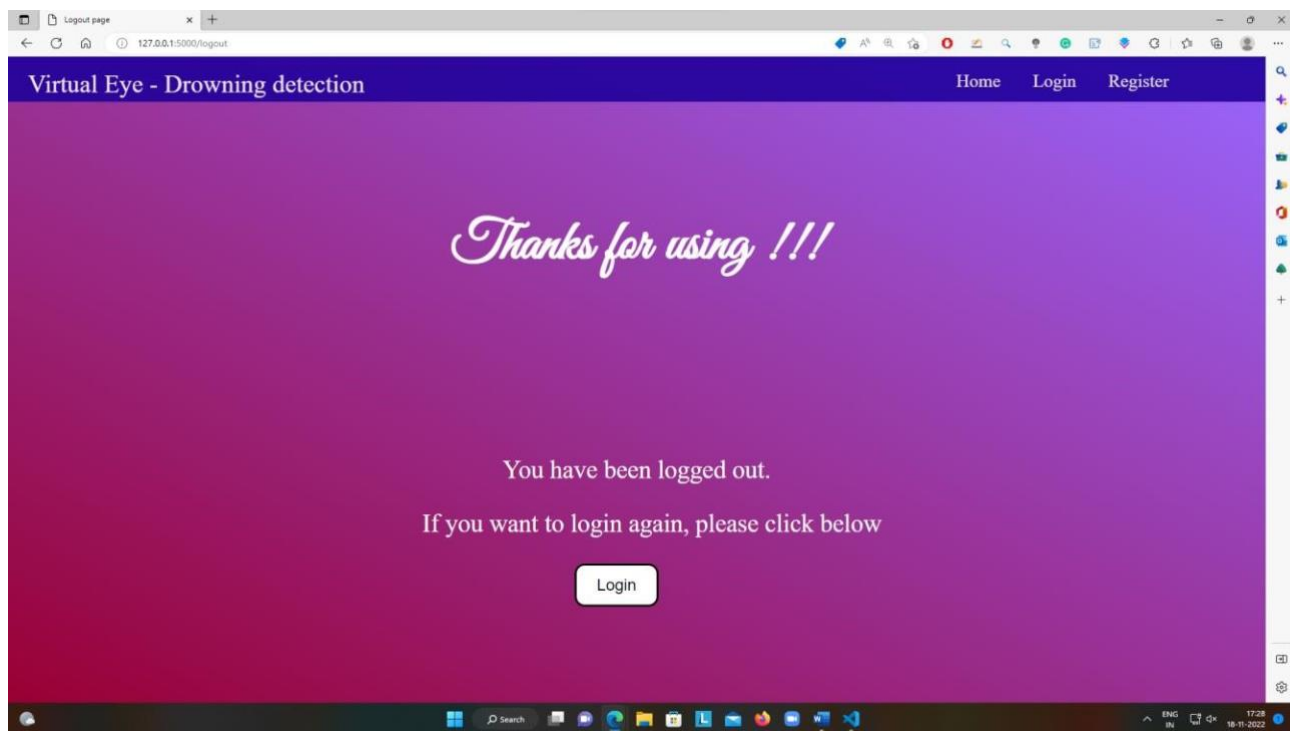 Logout page
127.0.0.1:5000/logout
Virtual Eye - Drowning detection
Home Login Register
Thanks for using !!!
You have been logged out.
If you want to login again, please click below
Login
Search
ENG
IN
17:28
18-11-2022